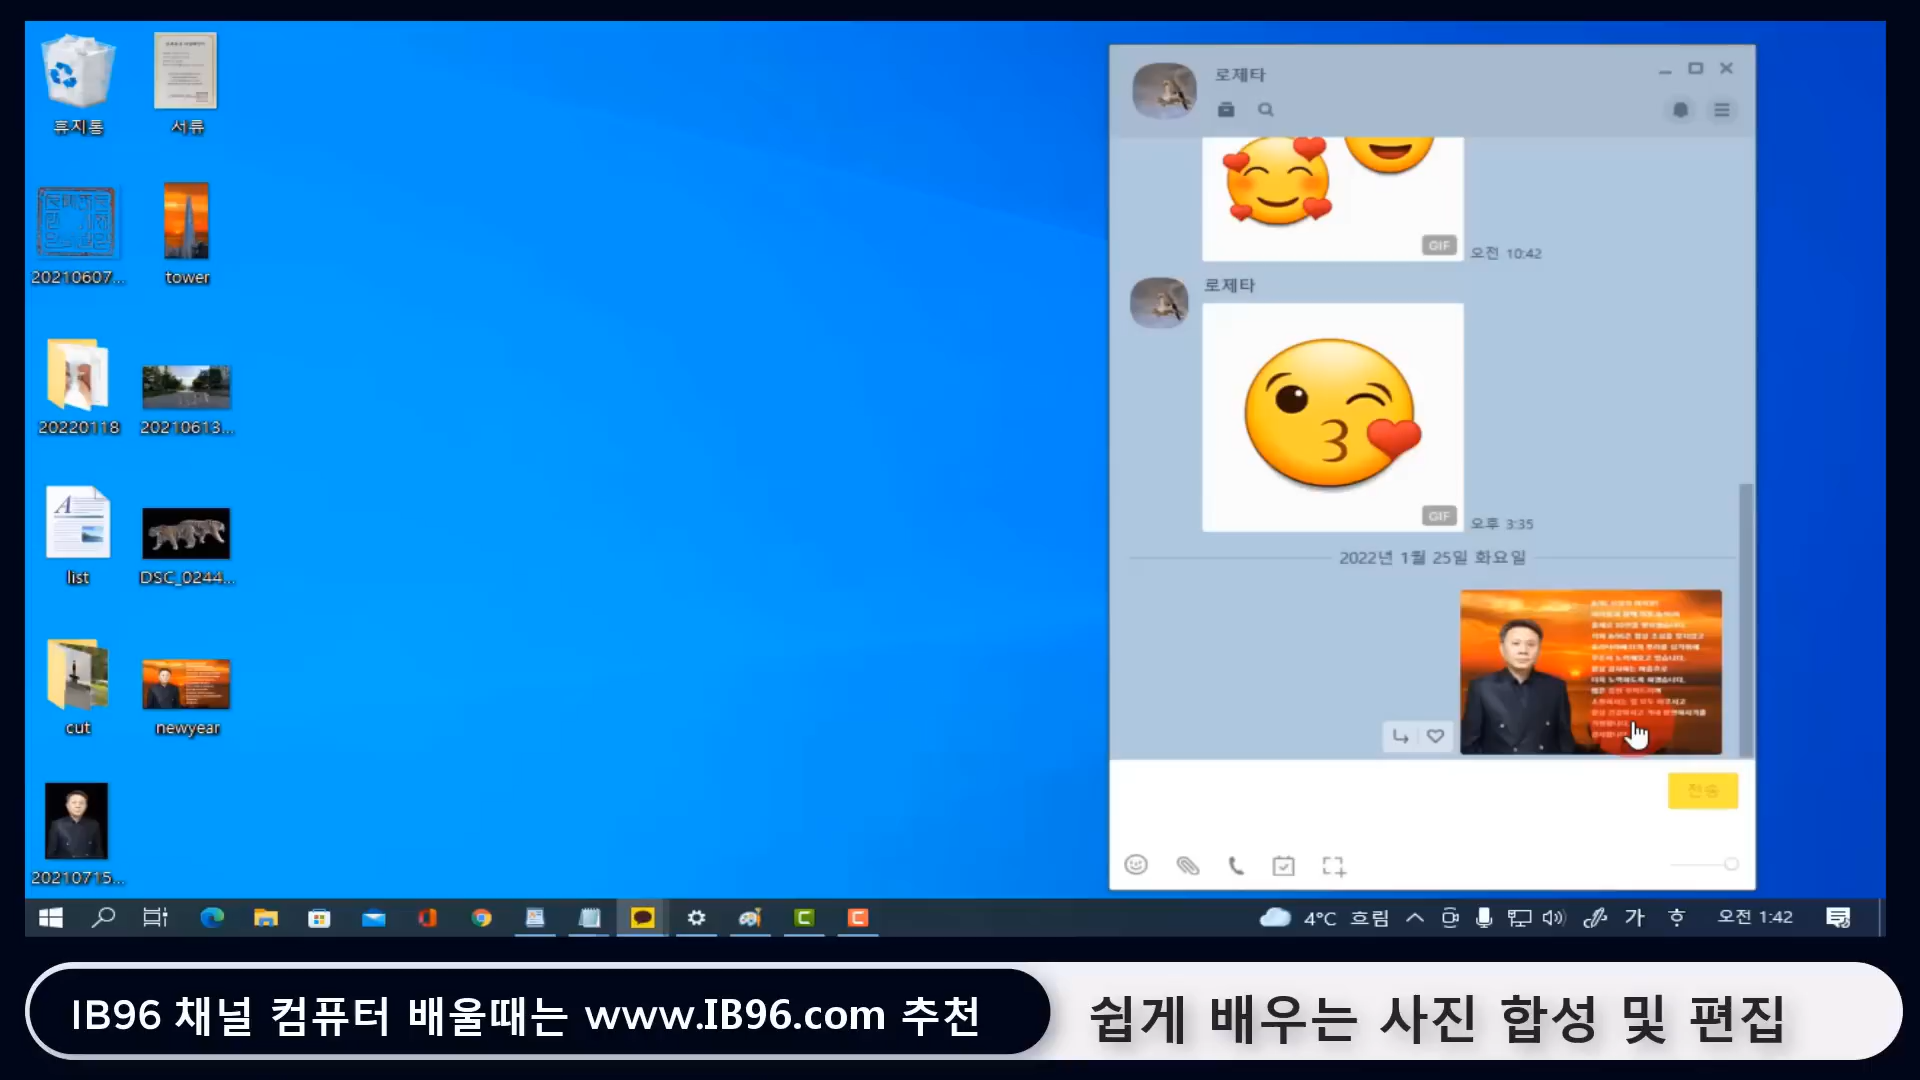 휴지통
서류
20210607...
tower
20220118
20210613...
list
DSC_0244...
cut
newyear
20210715...
로제타
GIF
오전 10:42
로제타
GIF
오후 3:35
2022년 1월 25일 화요일
전송
4°C 흐림
가
오전 1:42
IB96 채널 컴퓨터 배울때는 www.IB96.com 추천
쉽게 배우는 사진 합성 및 편집